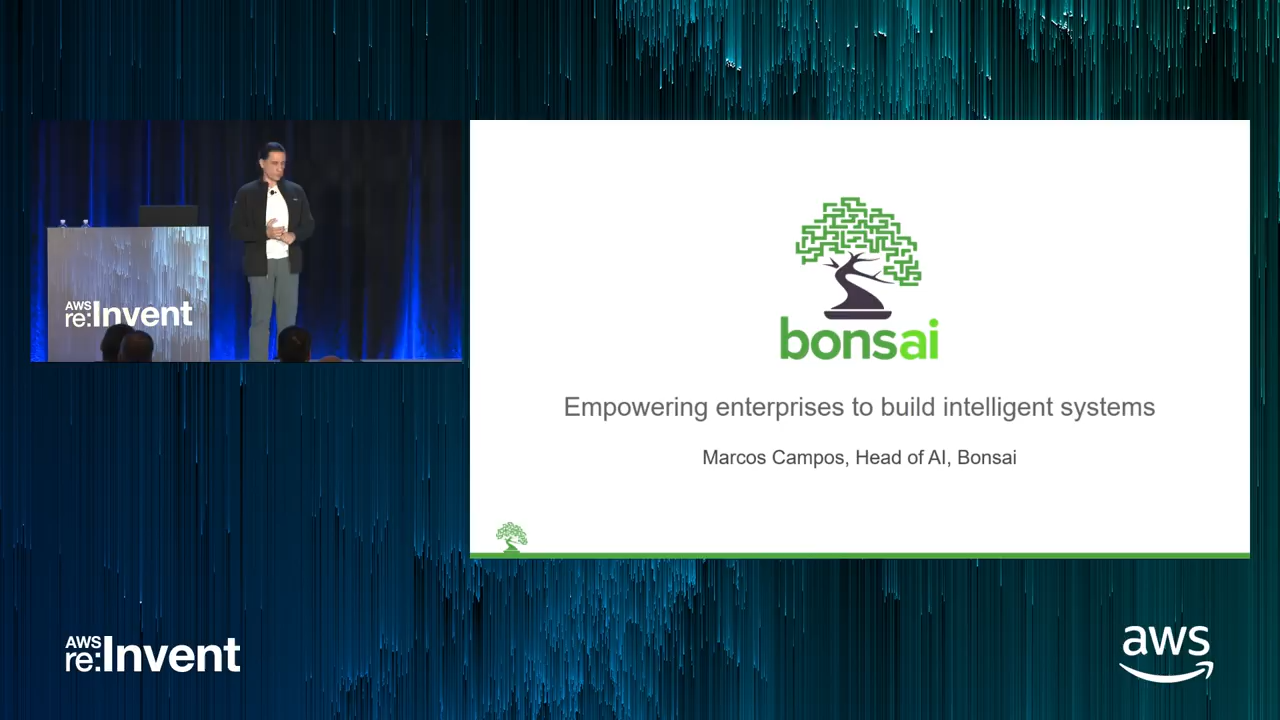 AWS
re:Invent
bonsai
Empowering enterprises to build intelligent systems
Marcos Campos, Head of AI, Bonsai
AWS
re:Invent
aws